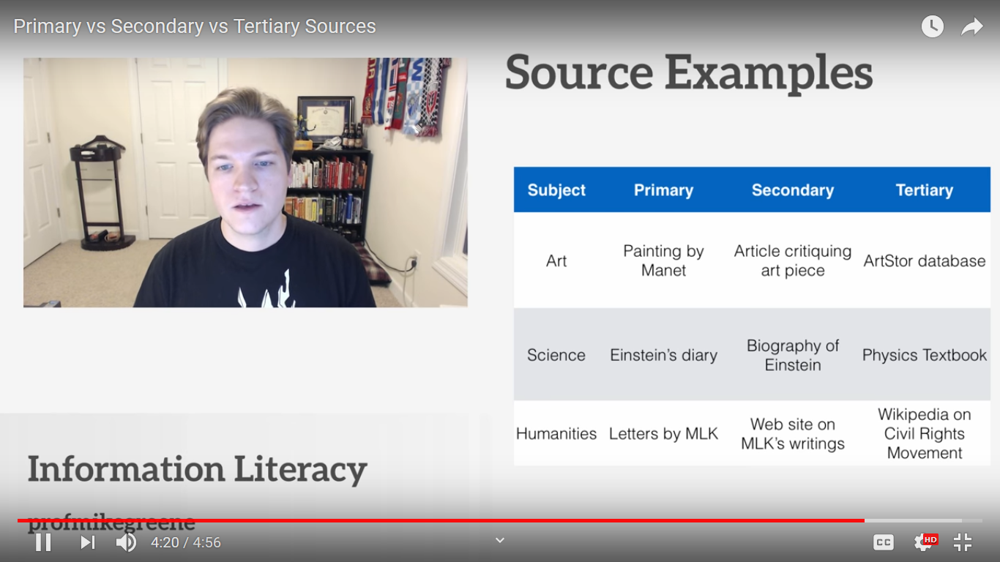 Primary vs Secondary vs Tertiary Sources
Source Examples
Subject Primary Secondary Tertiary
Art
Painting by
Manet
Article critiquing
art piece
ArtStor database
Science
Einstein’s diary
Biography of
Einstein
Physics Textbook
Humanities
Letters by MLK
Web site on
MLK’s writings
Wikipedia on
Civil Rights
Movement
Information Literacy
profmikegreene
4:20 / 4:56
CC
HD